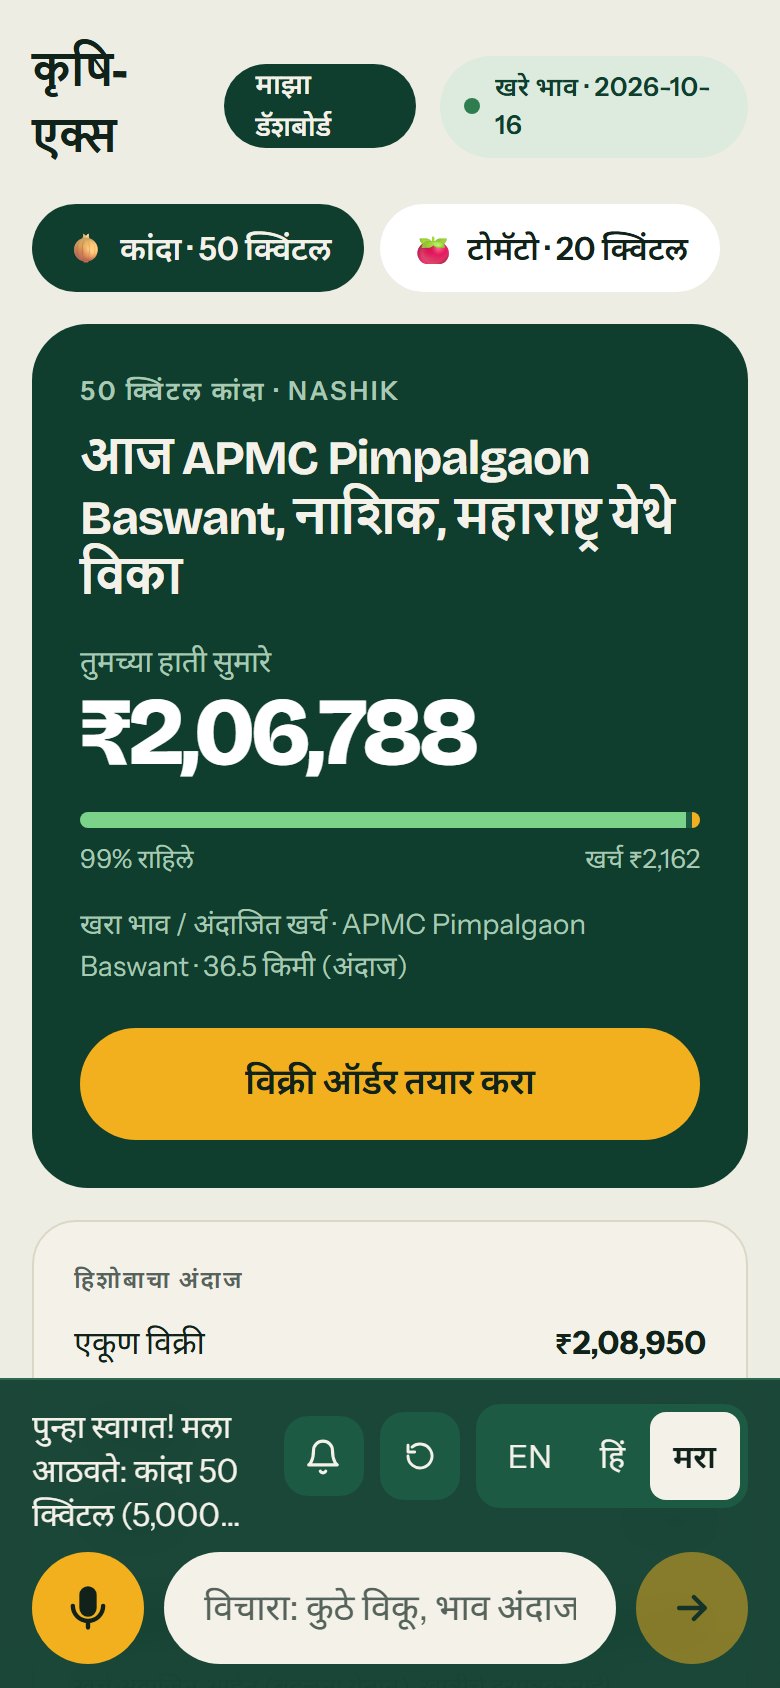 कृषि-
एक्स
माझा
डॅशबोर्ड
खरे भाव · 2026-10-
16
कांदा · 50 क्विंटल
टोमॅटो · 20 क्विंटल
50 क्विंटल कांदा · NASHIK
आज APMC Pimpalgaon
Baswant, नाशिक, महाराष्ट्र येथे
विका
तुमच्या हाती सुमारे
₹2,06,788
99% राहिले
खर्च ₹2,162
खरा भाव / अंदाजित खर्च · APMC Pimpalgaon
Baswant · 36.5 किमी (अंदाज)
विक्री ऑर्डर तयार करा
हिशोबाचा अंदाज
एकूण विक्री
₹2,08,950
पुन्हा स्वागत! मला
आठवते: कांदा 50
क्विंटल (5,000...
EN
हिं
मरा
विचारा: कुठे विकू, भाव अंदाज